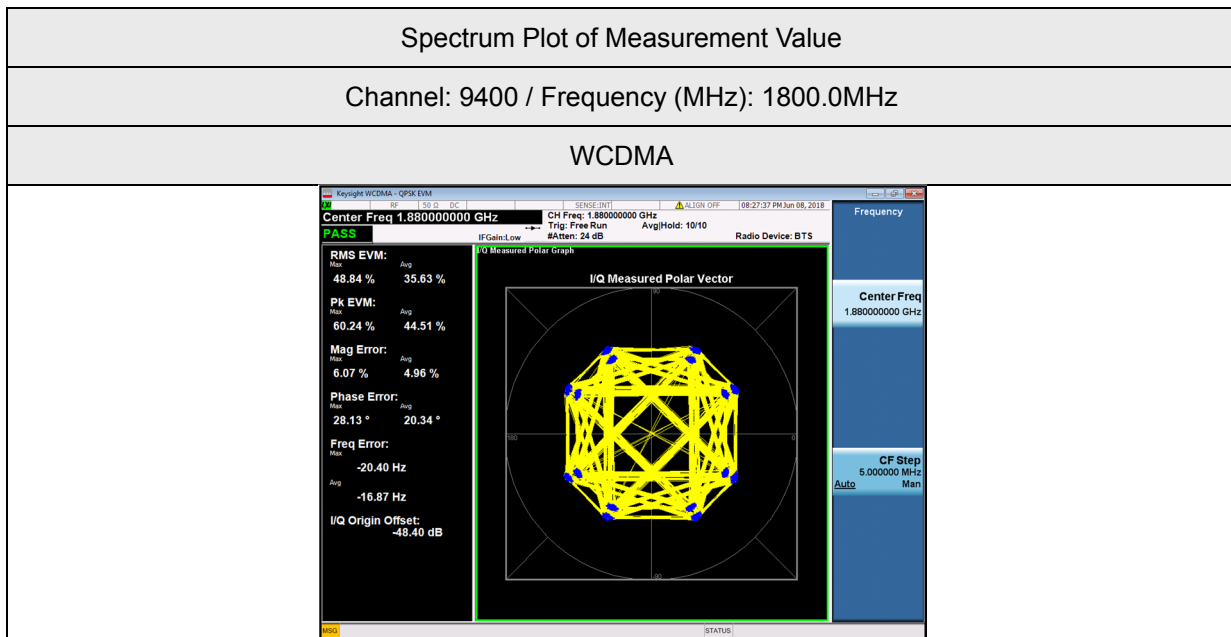 Spectrum Plot of Measurement Value
Channel: 9400 / Frequency (MHz): 1800.0MHz
WCDMA
Keysight WCDMA - QPSK EVM
RF 50 Ω DC SENSE:INT ALIGN OFF 08:27:37 PM Jun 08, 2018
Center Freq 1.880000000 GHz
CH Freq: 1.880000000 GHz
Trig: Free Run Avg|Hold: 10/10
PASS IFGain:Low #Atten: 24 dB Radio Device: BTS
Frequency
Center Freq
1.880000000 GHz
CF Step
5.000000 MHz
Auto Man
RMS EVM:
Max Avg
48.84 % 35.63 %
Pk EVM:
Max Avg
60.24 % 44.51 %
Mag Error:
Max Avg
6.07 % 4.96 %
Phase Error:
Max Avg
28.13 ° 20.34 °
Freq Error:
Max
-20.40 Hz
Avg
-16.87 Hz
I/Q Origin Offset:
-48.40 dB
I/Q Measured Polar Graph
I/Q Measured Polar Vector
90
180 0
-90
MSG STATUS